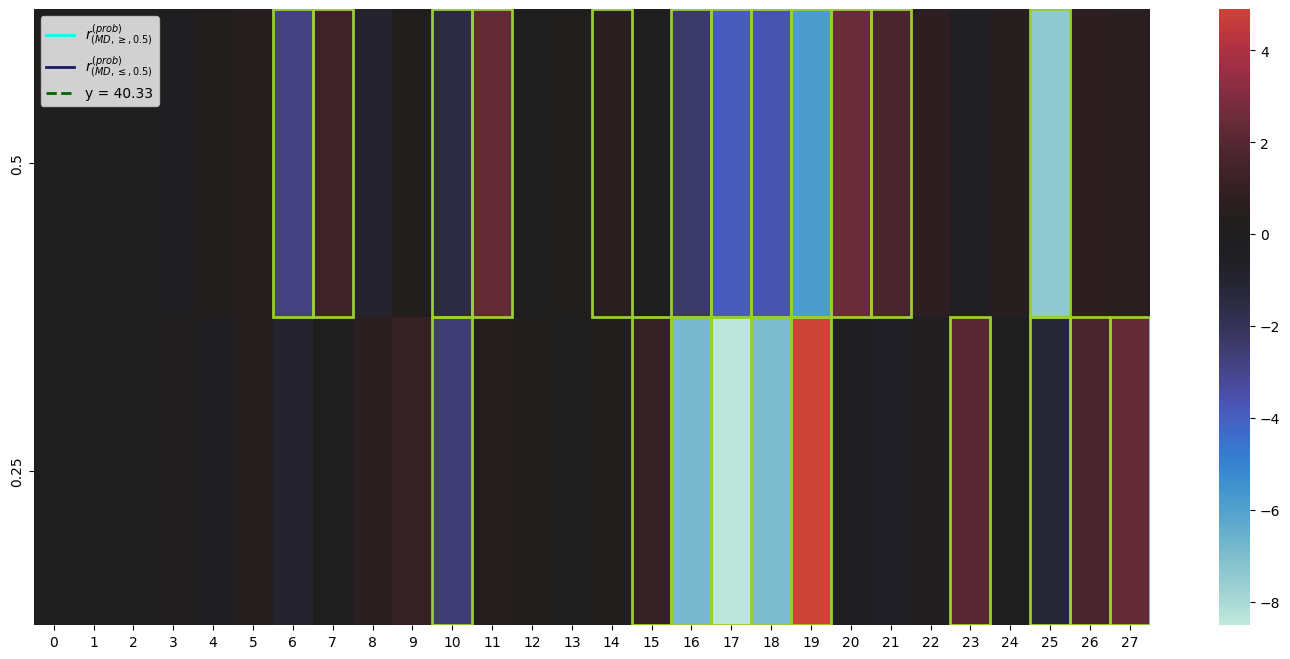 r^{(prob)}_{(MD, ≥, 0.5)}
r^{(prob)}_{(MD, ≤, 0.5)}
y = 40.33
0.5
0.25
0 1 2 3 4 5 6 7 8 9 10 11 12 13 14 15 16 17 18 19 20 21 22 23 24 25 26 27
4
2
0
−2
−4
−6
−8